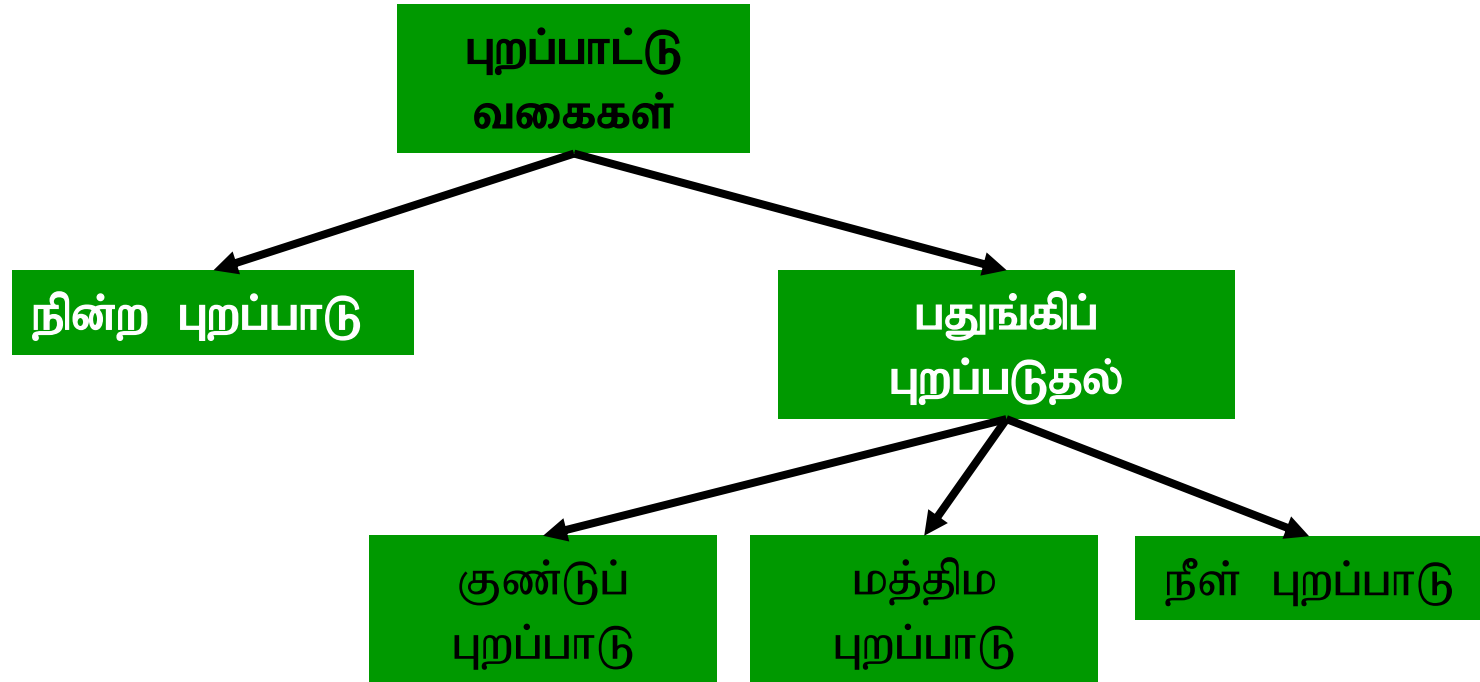 புறப்பாட்டு
வகைகள்
நின்ற புறப்பாடு
பதுங்கிப்
புறப்படுதல்
குண்டுப்
புறப்பாடு
மத்திம
புறப்பாடு
நீள் புறப்பாடு